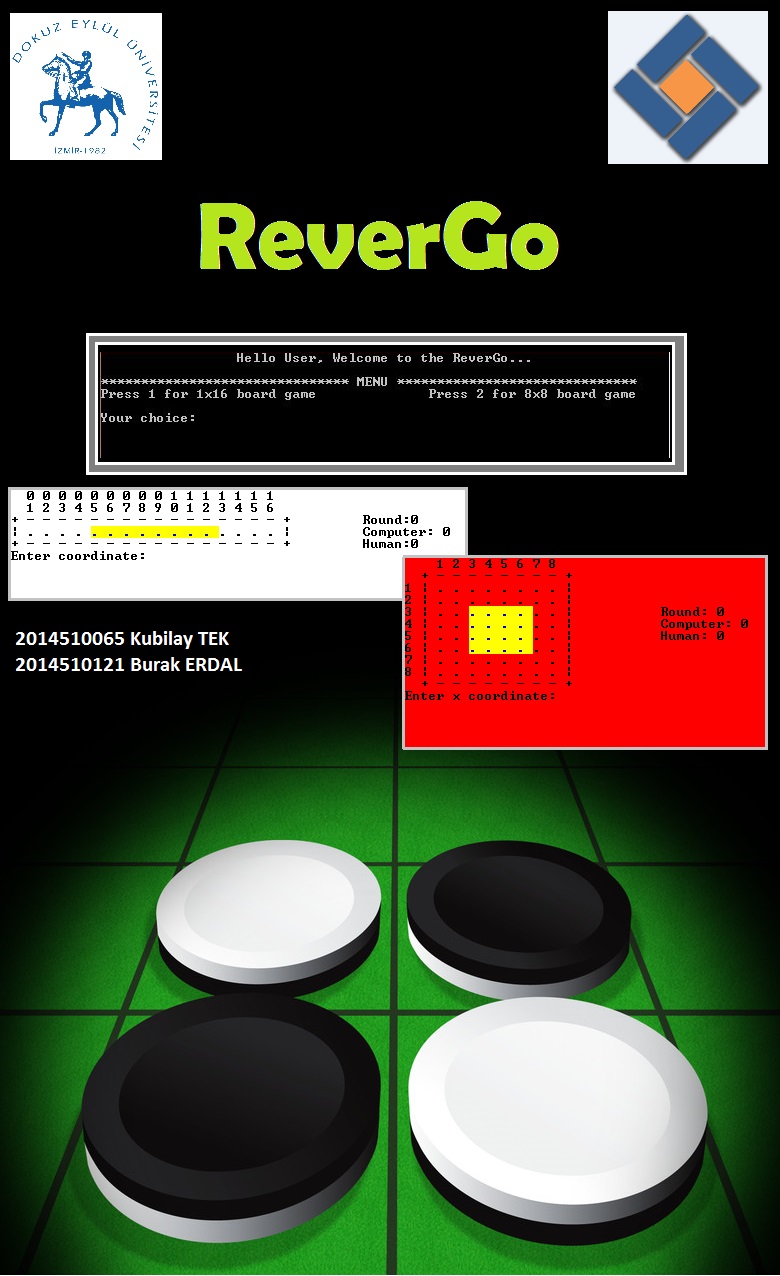 DOKUZ EYLÜL ÜNİVERSİTESİ
İZMİR-1982
ReverGo
Hello User, Welcome to the ReverGo...
******************************* MENU ******************************
Press 1 for 1x16 board game Press 2 for 8x8 board game
Your choice:
0 0 0 0 0 0 0 0 0 1 1 1 1 1 1 1
1 2 3 4 5 6 7 8 9 0 1 2 3 4 5 6
+ - - - - - - - - - - - - - - - - +
Round:0
¦ . . . . . . . . . . . . . . . . ¦
Computer: 0
+ - - - - - - - - - - - - - - - - +
Human:0
Enter coordinate:
1 2 3 4 5 6 7 8
+ - - - - - - - - +
1 ¦ . . . . . . . . ¦
2 ¦ . . . . . . . . ¦
3 ¦ . . . . . . . . ¦ Round: 0
4 ¦ . . . . . . . . ¦ Computer: 0
5 ¦ . . . . . . . . ¦ Human: 0
6 ¦ . . . . . . . . ¦
7 ¦ . . . . . . . . ¦
8 ¦ . . . . . . . . ¦
+ - - - - - - - - +
Enter x coordinate:
2014510065 Kubilay TEK
2014510121 Burak ERDAL